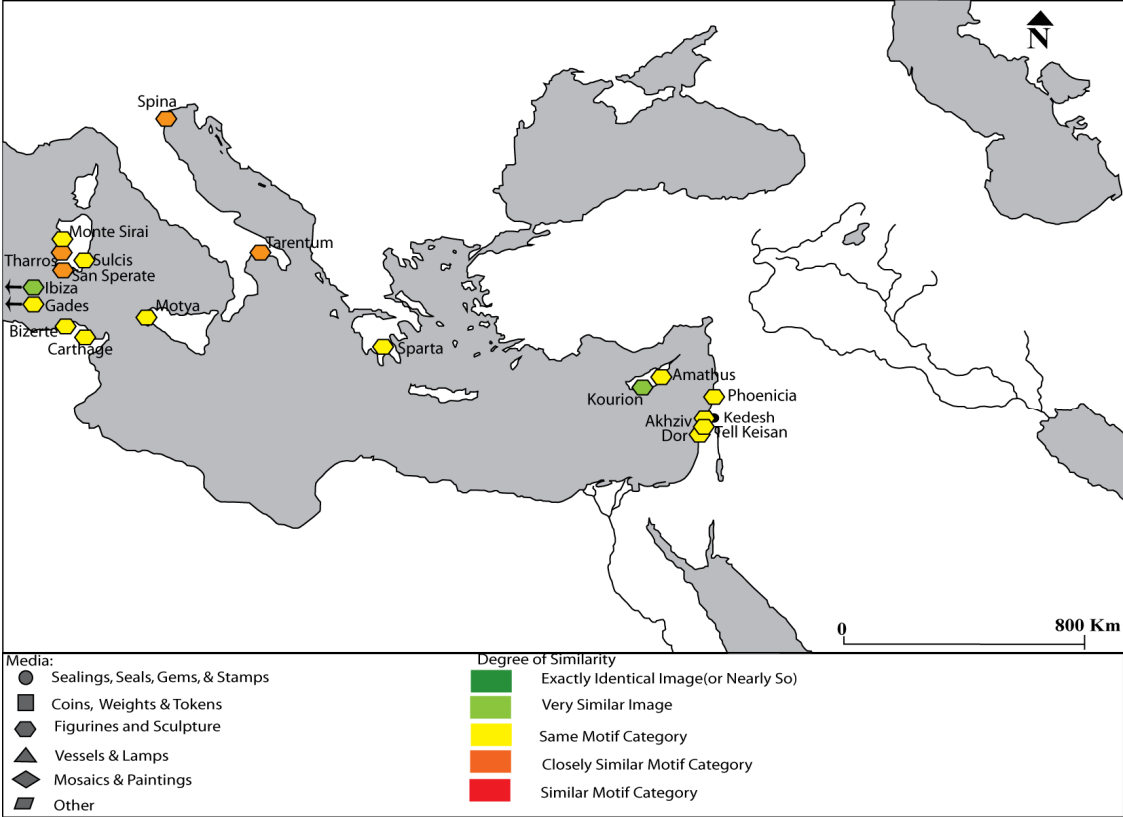 N
Spina
Monte Sirai
Tarentum
Tharros
Sulcis
San Sperate
Ibiza
Gades
Motya
Bizerte
Carthage
Sparta
Amathus
Kourion
Phoenicia
Akhziv
Kedesh
Dor
Tell Keisan
0
800 Km
Media:
Sealings, Seals, Gems, & Stamps
Coins, Weights & Tokens
Figurines and Sculpture
Vessels & Lamps
Mosaics & Paintings
Other
Degree of Similarity
Exactly Identical Image(or Nearly So)
Very Similar Image
Same Motif Category
Closely Similar Motif Category
Similar Motif Category